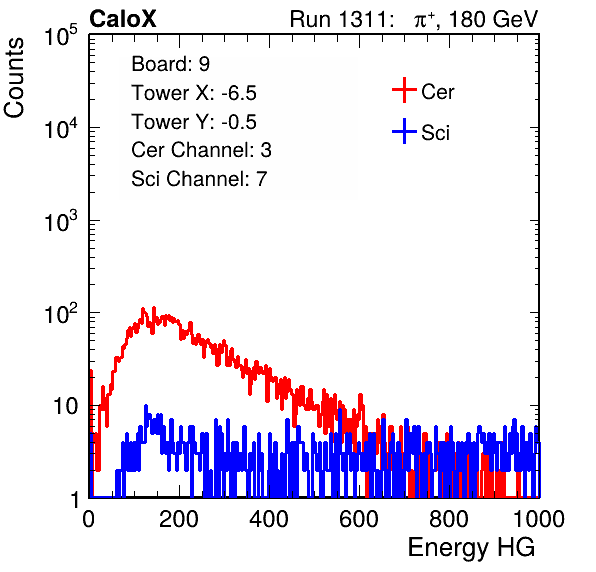 CaloX Run 1311: π⁺, 180 GeV
Counts
10⁵
10⁴
10³
10²
10
1
Board: 9
Tower X: -6.5
Tower Y: -0.5
Cer Channel: 3
Sci Channel: 7
Cer
Sci
0 200 400 600 800 1000
Energy HG